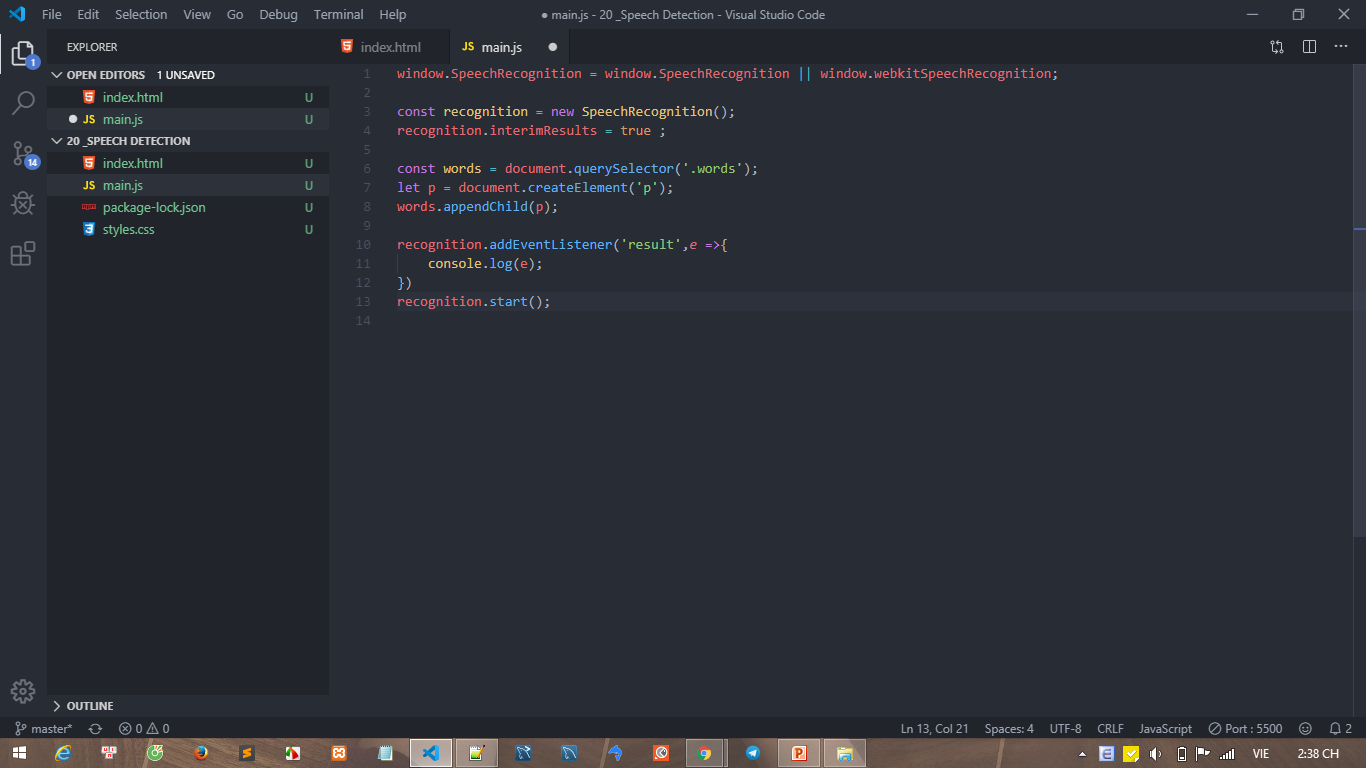 File Edit Selection View Go Debug Terminal Help
● main.js - 20 _Speech Detection - Visual Studio Code
EXPLORER
index.html
JS main.js
OPEN EDITORS 1 UNSAVED
index.html U
JS main.js U
20 _SPEECH DETECTION
index.html U
JS main.js U
package-lock.json U
styles.css U
OUTLINE
1
14
1 window.SpeechRecognition = window.SpeechRecognition || window.webkitSpeechRecognition;
2
3 const recognition = new SpeechRecognition();
4 recognition.interimResults = true ;
5
6 const words = document.querySelector('.words');
7 let p = document.createElement('p');
8 words.appendChild(p);
9
10 recognition.addEventListener('result',e =>{
11 console.log(e);
12 })
13 recognition.start();
14
master* 0 0
Ln 13, Col 21 Spaces: 4 UTF-8 CRLF JavaScript Port : 5500 2
VIE 2:38 CH